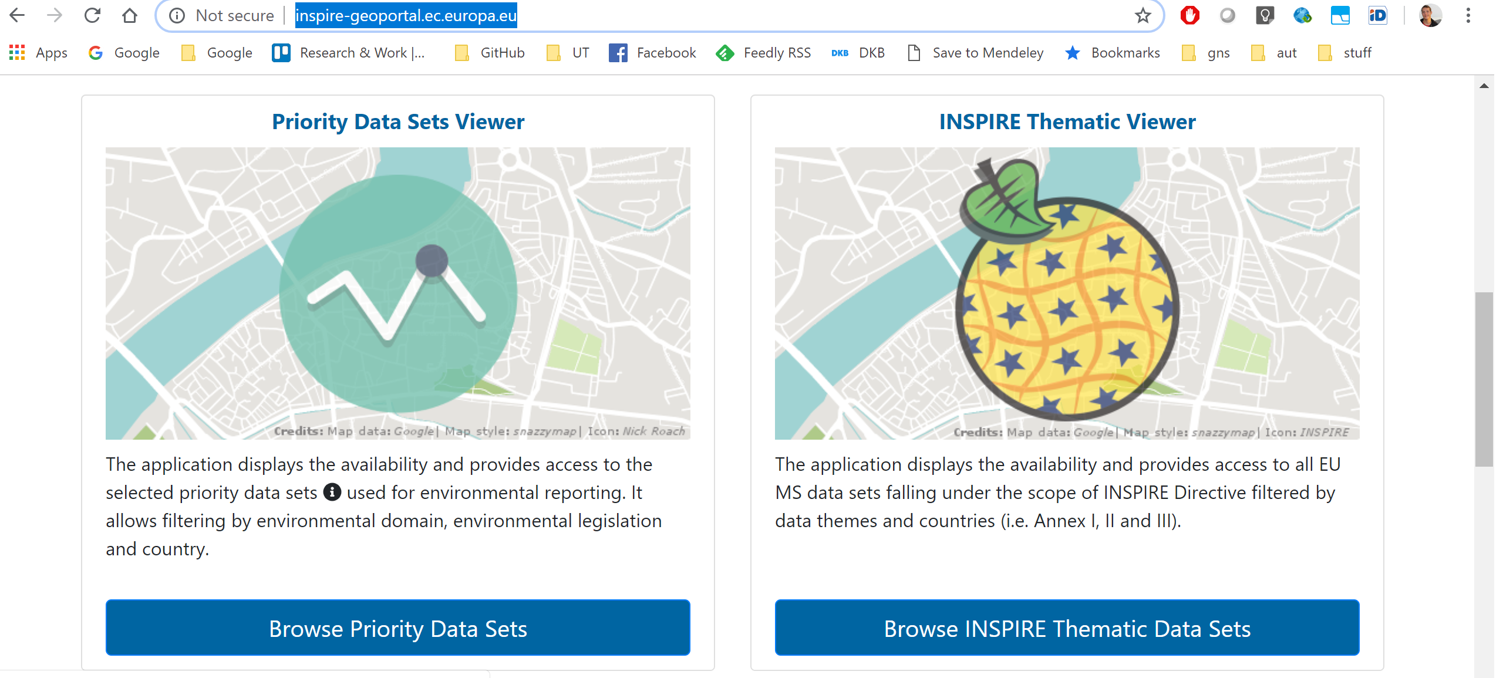 Not secure
inspire-geoportal.ec.europa.eu
iD
Apps
Google
Google
Research & Work |...
GitHub
UT
Facebook
Feedly RSS
DKB DKB
Save to Mendeley
Bookmarks
gns
aut
stuff
Priority Data Sets Viewer
Credits: Map data: Google| Map style: snazzymap| Icon: Nick Roach
The application displays the availability and provides access to the
selected priority data sets used for environmental reporting. It
allows filtering by environmental domain, environmental legislation
and country.
Browse Priority Data Sets
INSPIRE Thematic Viewer
Credits: Map data: Google| Map style: snazzymap| Icon: INSPIRE
The application displays the availability and provides access to all EU
MS data sets falling under the scope of INSPIRE Directive filtered by
data themes and countries (i.e. Annex I, II and III).
Browse INSPIRE Thematic Data Sets